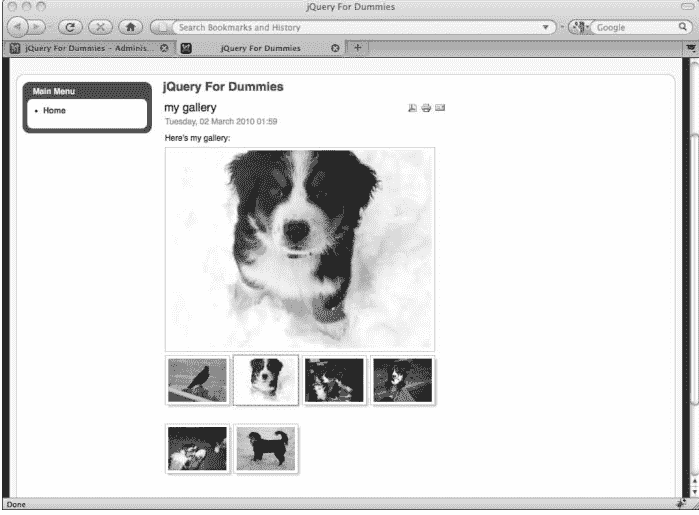 jQuery For Dummies
Search Bookmarks and History
Google
jQuery For Dummies - Adminis...
jQuery For Dummies
Main Menu
Home
jQuery For Dummies
my gallery
Tuesday, 02 March 2010 01:59
Here's my gallery:
Done